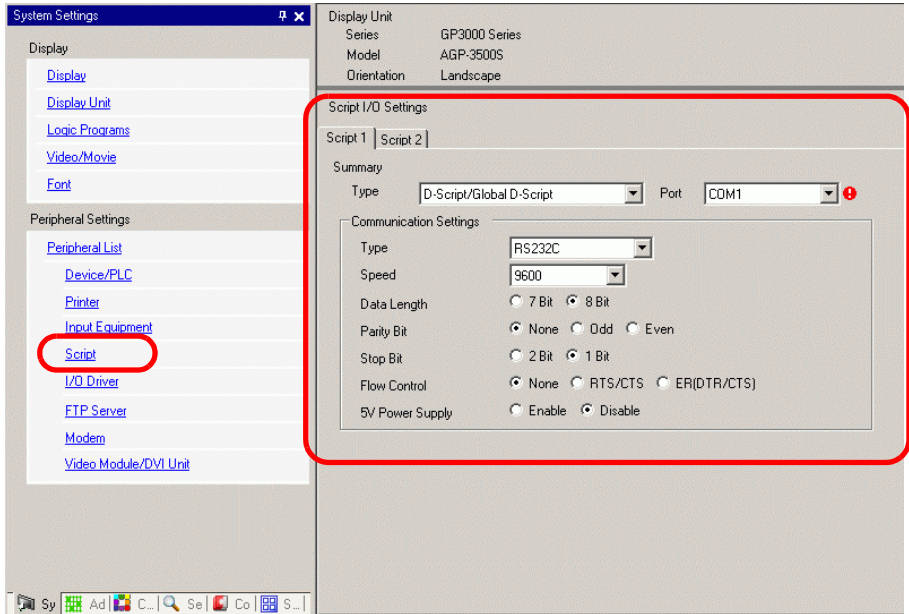 System Settings
Display
Display
Display Unit
Logic Programs
Video/Movie
Font
Peripheral Settings
Peripheral List
Device/PLC
Printer
Input Equipment
Script
I/O Driver
FTP Server
Modem
Video Module/DVI Unit
Sy Ad C... Se Co S...
Display Unit
Series GP3000 Series
Model AGP-3500S
Orientation Landscape
Script I/O Settings
Script 1 Script 2
Summary
Type D-Script/Global D-Script Port COM1
Communication Settings
Type RS232C
Speed 9600
Data Length 7 Bit 8 Bit
Parity Bit None Odd Even
Stop Bit 2 Bit 1 Bit
Flow Control None RTS/CTS ER(DTR/CTS)
5V Power Supply Enable Disable